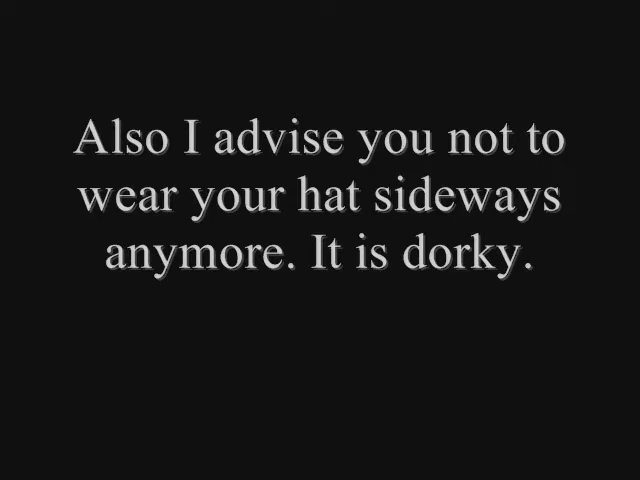 Also I advise you not to
wear your hat sideways
anymore. It is dorky.